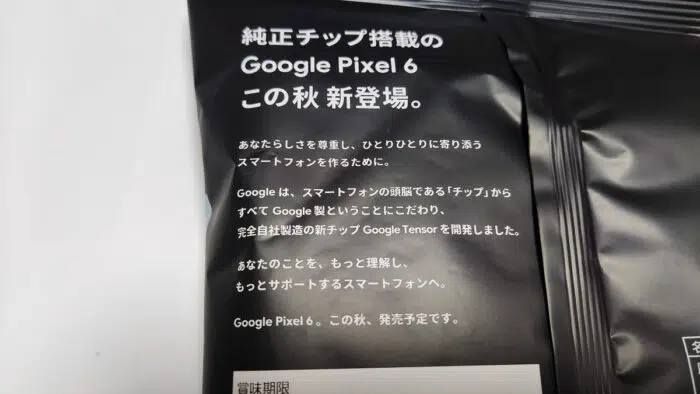 純正チップ搭載の
Google Pixel 6
この秋 新登場。
あなたらしさを尊重し、ひとりひとりに寄り添う
スマートフォンを作るために。
Google は、スマートフォンの頭脳である「チップ」から
すべて Google 製ということにこだわり、
完全自社製造の新チップ Google Tensor を開発しました。
あなたのことを、もっと理解し、
もっとサポートするスマートフォンへ。
Google Pixel 6 。この秋、発売予定です。
賞味期限
名